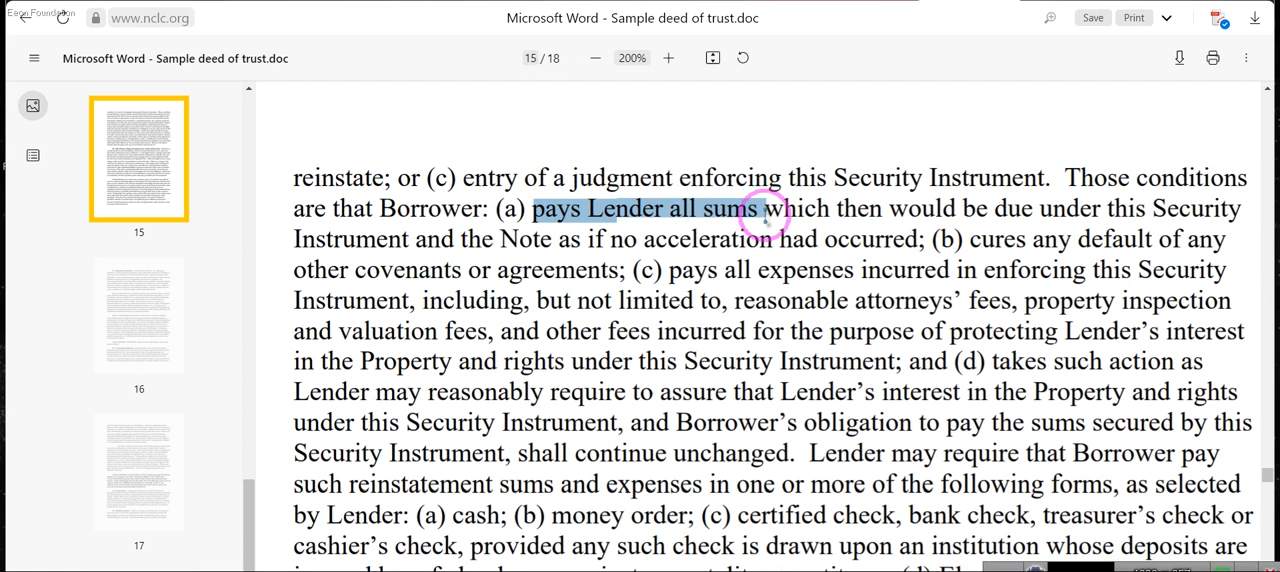 Eeon Foundation
www.nclc.org
Microsoft Word - Sample deed of trust.doc
Save
Print
Microsoft Word - Sample deed of trust.doc
15 / 18
200%
15
16
17
reinstate; or (c) entry of a judgment enforcing this Security Instrument. Those conditions
are that Borrower: (a) pays Lender all sums which then would be due under this Security
Instrument and the Note as if no acceleration had occurred; (b) cures any default of any
other covenants or agreements; (c) pays all expenses incurred in enforcing this Security
Instrument, including, but not limited to, reasonable attorneys’ fees, property inspection
and valuation fees, and other fees incurred for the purpose of protecting Lender’s interest
in the Property and rights under this Security Instrument; and (d) takes such action as
Lender may reasonably require to assure that Lender’s interest in the Property and rights
under this Security Instrument, and Borrower’s obligation to pay the sums secured by this
Security Instrument, shall continue unchanged. Lender may require that Borrower pay
such reinstatement sums and expenses in one or more of the following forms, as selected
by Lender: (a) cash; (b) money order; (c) certified check, bank check, treasurer’s check or
cashier’s check, provided any such check is drawn upon an institution whose deposits are